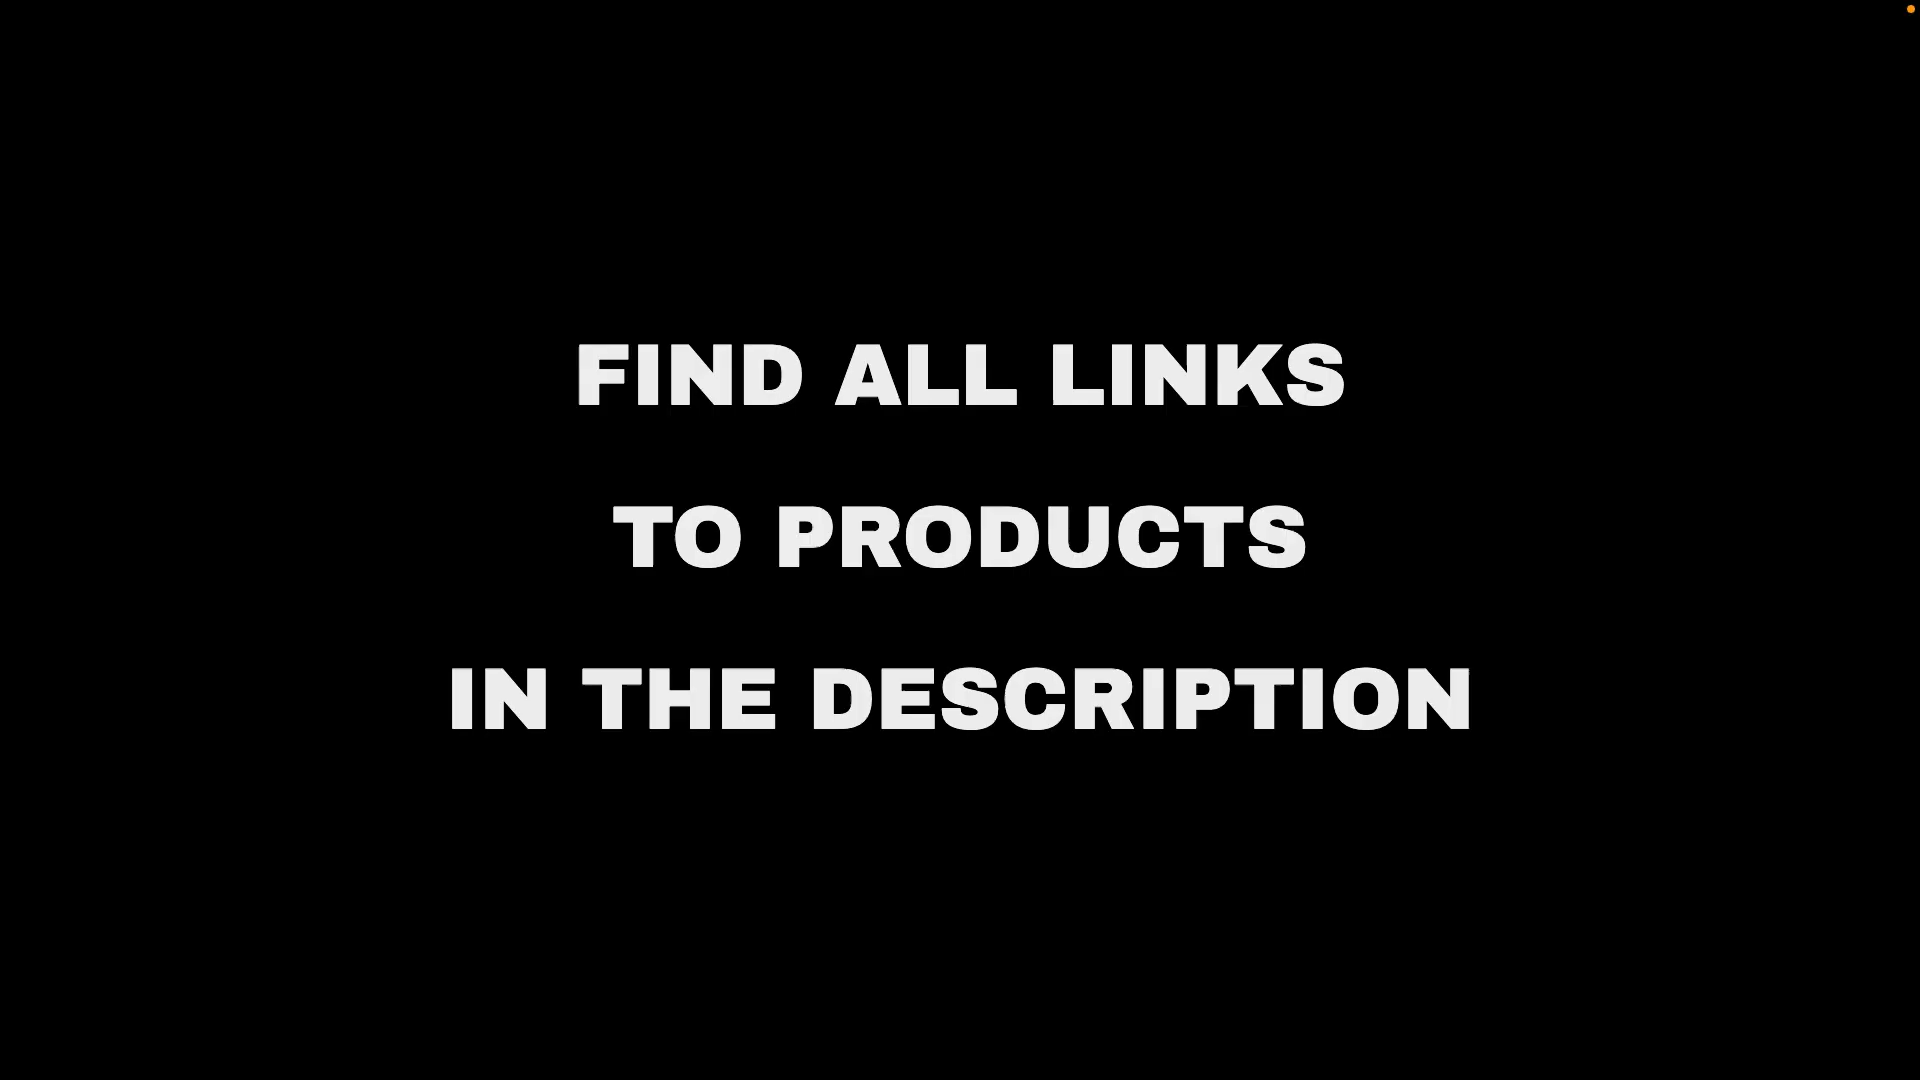 FIND ALL LINKS
TO PRODUCTS
IN THE DESCRIPTION